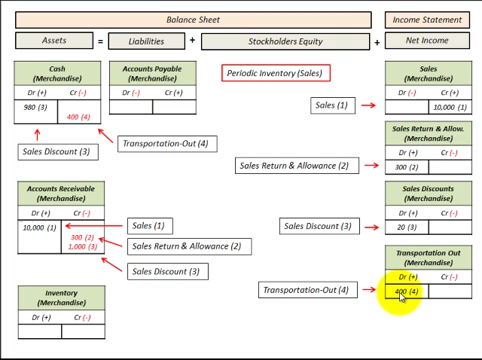 Balance Sheet
Income Statement
Assets
=
Liabilities
+
Stockholders Equity
+
Net Income
Cash
(Merchandise)
Dr (+) Cr (-)
980 (3)
400 (4)
Accounts Payable
(Merchandise)
Dr (-) Cr (+)
Periodic Inventory (Sales)
Sales
(Merchandise)
Dr (-) Cr (+)
10,000 (1)
Sales (1)
Sales Discount (3)
Transportation-Out (4)
Sales Return & Allow.
(Merchandise)
Dr (+) Cr (-)
300 (2)
Sales Return & Allowance (2)
Accounts Receivable
(Merchandise)
Dr (+) Cr (-)
10,000 (1)
300 (2)
1,000 (3)
Sales (1)
Sales Return & Allowance (2)
Sales Discount (3)
Sales Discounts
(Merchandise)
Dr (+) Cr (-)
20 (3)
Sales Discount (3)
Transportation Out
(Merchandise)
Dr (+) Cr (-)
400 (4)
Transportation-Out (4)
Inventory
(Merchandise)
Dr (+) Cr (-)